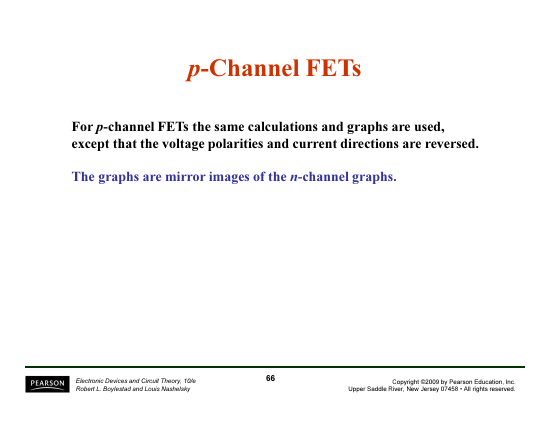 p-Channel FETs
For p-channel FETs the same calculations and graphs are used,
except that the voltage polarities and current directions are reversed.
The graphs are mirror images of the n-channel graphs.
PEARSON
Electronic Devices and Circuit Theory, 10/e
Robert L. Boylestad and Louis Nashelsky
66
Copyright ©2009 by Pearson Education, Inc.
Upper Saddle River, New Jersey 07458 • All rights reserved.